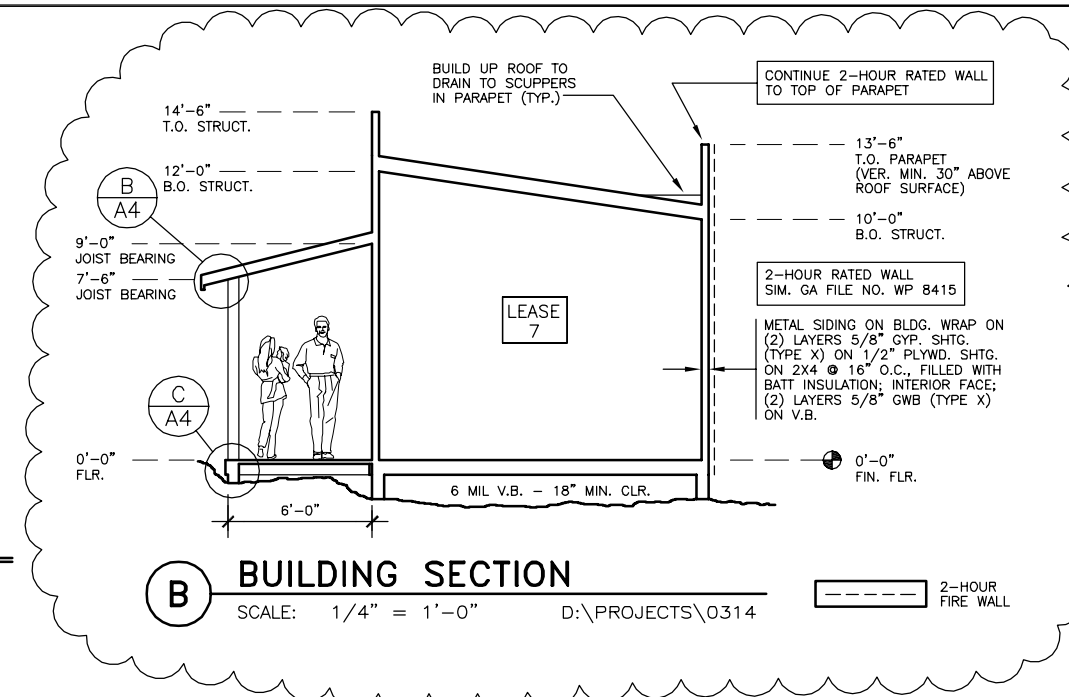 BUILD UP ROOF TO
DRAIN TO SCUPPERS
IN PARAPET (TYP.)
CONTINUE 2-HOUR RATED WALL
TO TOP OF PARAPET
14'-6"
T.O. STRUCT.
12'-0"
B.O. STRUCT.
B
A4
9'-0"
JOIST BEARING
7'-6"
JOIST BEARING
13'-6"
T.O. PARAPET
(VER. MIN. 30" ABOVE
ROOF SURFACE)
10'-0"
B.O. STRUCT.
2-HOUR RATED WALL
SIM. GA FILE NO. WP 8415
LEASE
7
METAL SIDING ON BLDG. WRAP ON
(2) LAYERS 5/8" GYP. SHTG.
(TYPE X) ON 1/2" PLYWD. SHTG.
ON 2X4 @ 16" O.C., FILLED WITH
BATT INSULATION; INTERIOR FACE;
(2) LAYERS 5/8" GWB (TYPE X)
ON V.B.
C
A4
0'-0"
FLR.
0'-0"
FIN. FLR.
6 MIL V.B. - 18" MIN. CLR.
6'-0"
B
BUILDING SECTION
SCALE: 1/4" = 1'-0" D:\PROJECTS\0314
2-HOUR
FIRE WALL